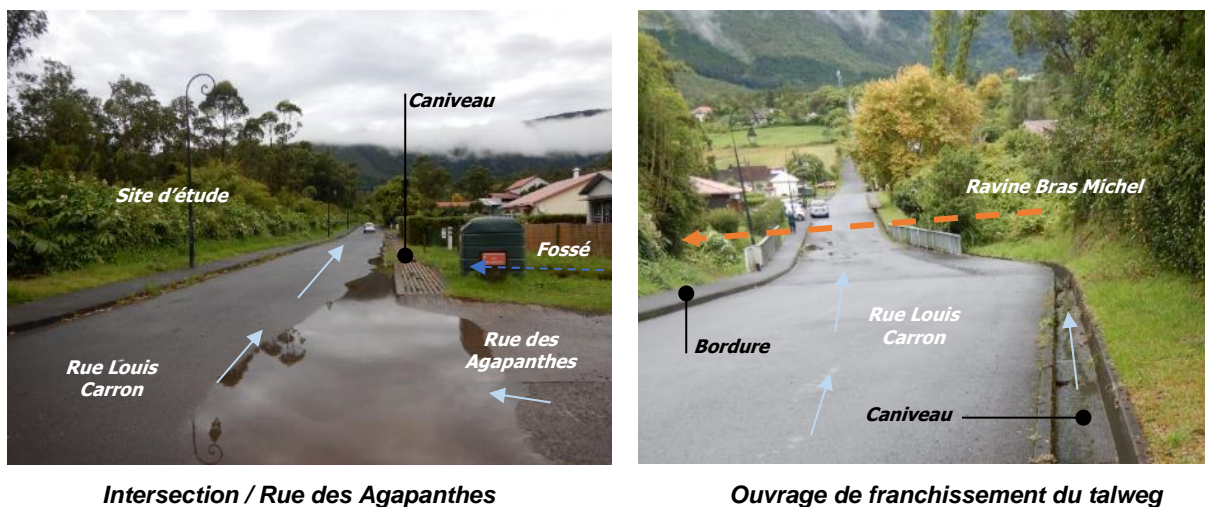 Caniveau
Site d'étude
Fossé
Rue Louis
Carron
Rue des
Agapanthes
Intersection / Rue des Agapanthes
Ravine Bras Michel
Rue Louis
Carron
Bordure
Caniveau
Ouvrage de franchissement du talweg